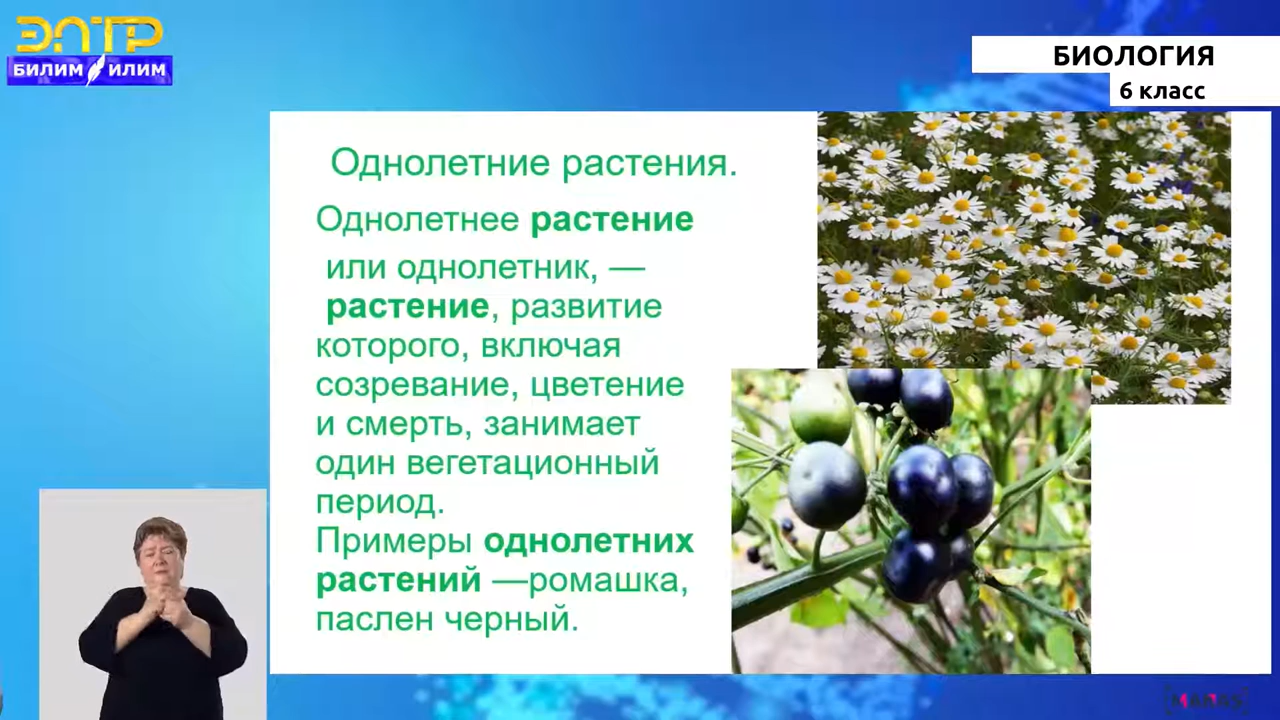 ЭЛТР
БИЛИМ ИЛИМ
БИОЛОГИЯ
6 класс
Однолетние растения.
Однолетнее растение
или однолетник, —
растение, развитие
которого, включая
созревание, цветение
и смерть, занимает
один вегетационный
период.
Примеры однолетних
растений —ромашка,
паслен черный.